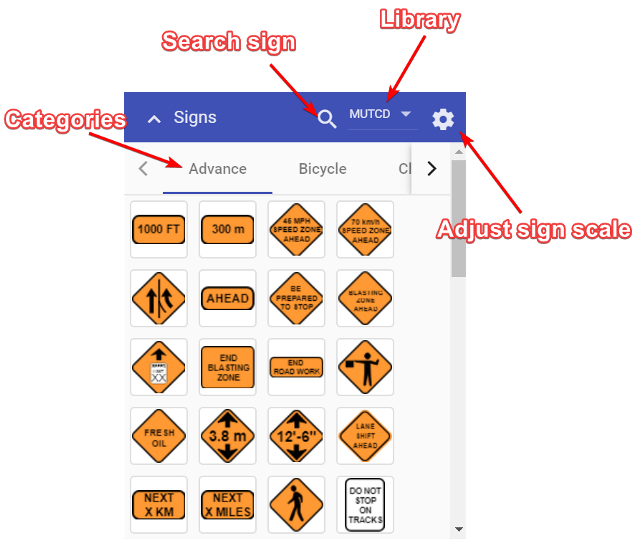 Search sign
Library
Categories
Signs
MUTCD
Adjust sign scale
Advance
Bicycle
1000 FT
300 m
45 MPH
SPEED ZONE
AHEAD
70 km/h
SPEED ZONE
AHEAD
AHEAD
BE
PREPARED
TO STOP
BLASTING
ZONE
AHEAD
XX
END
BLASTING
ZONE
END
ROAD WORK
FRESH
OIL
3.8 m
12'-6"
LANE
SHIFT
AHEAD
NEXT
X KM
NEXT
X MILES
DO NOT
STOP
ON
TRACKS